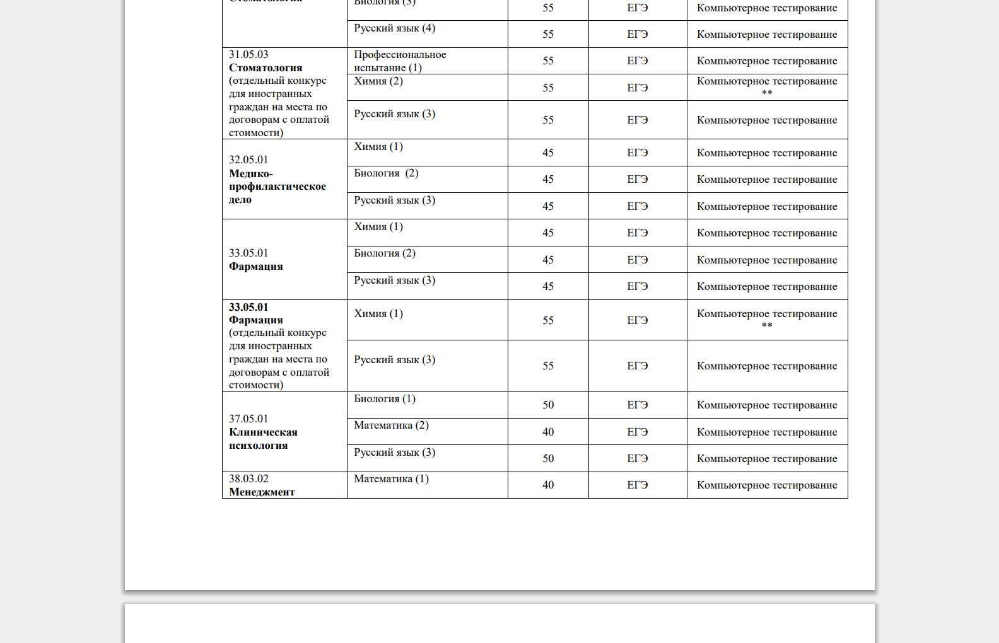 Стоматология
Биология (3)
55
ЕГЭ
Компьютерное тестирование
Русский язык (4)
55
ЕГЭ
Компьютерное тестирование
31.05.03
Стоматология
(отдельный конкурс
для иностранных
граждан на места по
договорам с оплатой
стоимости)
Профессиональное
испытание (1)
55
ЕГЭ
Компьютерное тестирование
Химия (2)
55
ЕГЭ
Компьютерное тестирование
**
Русский язык (3)
55
ЕГЭ
Компьютерное тестирование
32.05.01
Медико-
профилактическое
дело
Химия (1)
45
ЕГЭ
Компьютерное тестирование
Биология (2)
45
ЕГЭ
Компьютерное тестирование
Русский язык (3)
45
ЕГЭ
Компьютерное тестирование
33.05.01
Фармация
Химия (1)
45
ЕГЭ
Компьютерное тестирование
Биология (2)
45
ЕГЭ
Компьютерное тестирование
Русский язык (3)
45
ЕГЭ
Компьютерное тестирование
33.05.01
Фармация
(отдельный конкурс
для иностранных
граждан на места по
договорам с оплатой
стоимости)
Химия (1)
55
ЕГЭ
Компьютерное тестирование
**
Русский язык (3)
55
ЕГЭ
Компьютерное тестирование
37.05.01
Клиническая
психология
Биология (1)
50
ЕГЭ
Компьютерное тестирование
Математика (2)
40
ЕГЭ
Компьютерное тестирование
Русский язык (3)
50
ЕГЭ
Компьютерное тестирование
38.03.02
Менеджмент
Математика (1)
40
ЕГЭ
Компьютерное тестирование